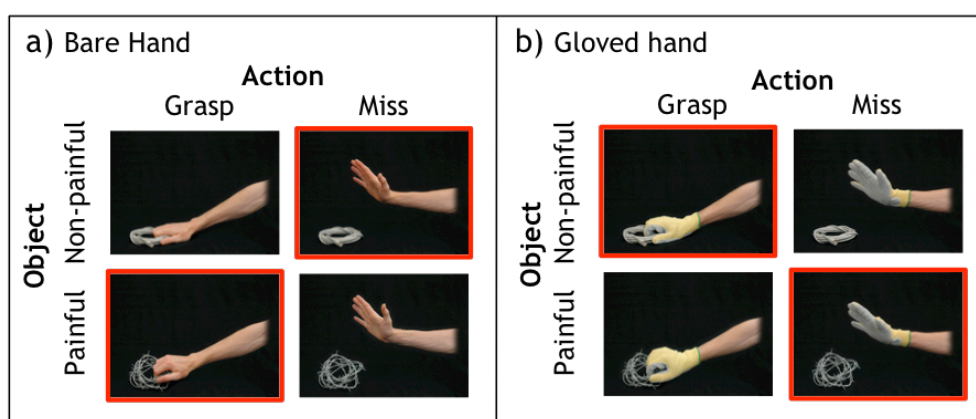 a) Bare Hand
Action
Grasp Miss
Object
Non-painful
Painful
b) Gloved hand
Action
Grasp Miss
Object
Non-painful
Painful